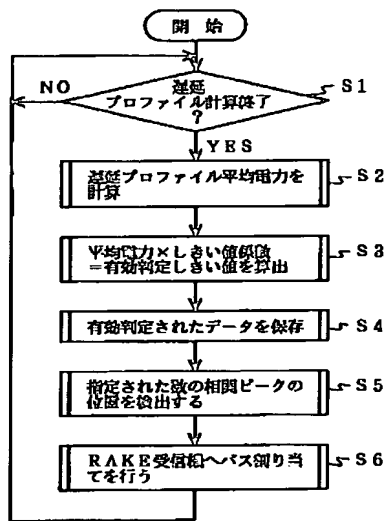 開 始
NO
遅延
プロファイル計算終了
?
S1
YES
遅延プロファイル平均電力を
計算
S2
平均電力×しきい値係数
=有効判定しきい値を算出
S3
有効判定されたデータを保存
S4
指定された数の相関ピークの
位置を検出する
S5
RAKE受信機へパス割り当
てを行う
S6